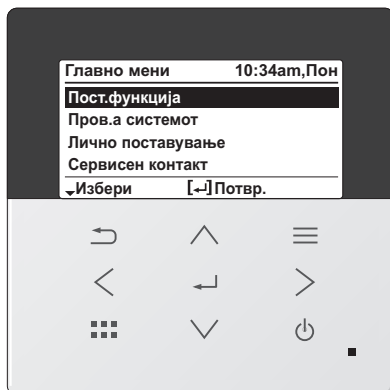 Главно мени 10:34am,Пон
Пост.функција
Пров.а системот
Лично поставување
Сервисен контакт
Избери [↵]Потвр.